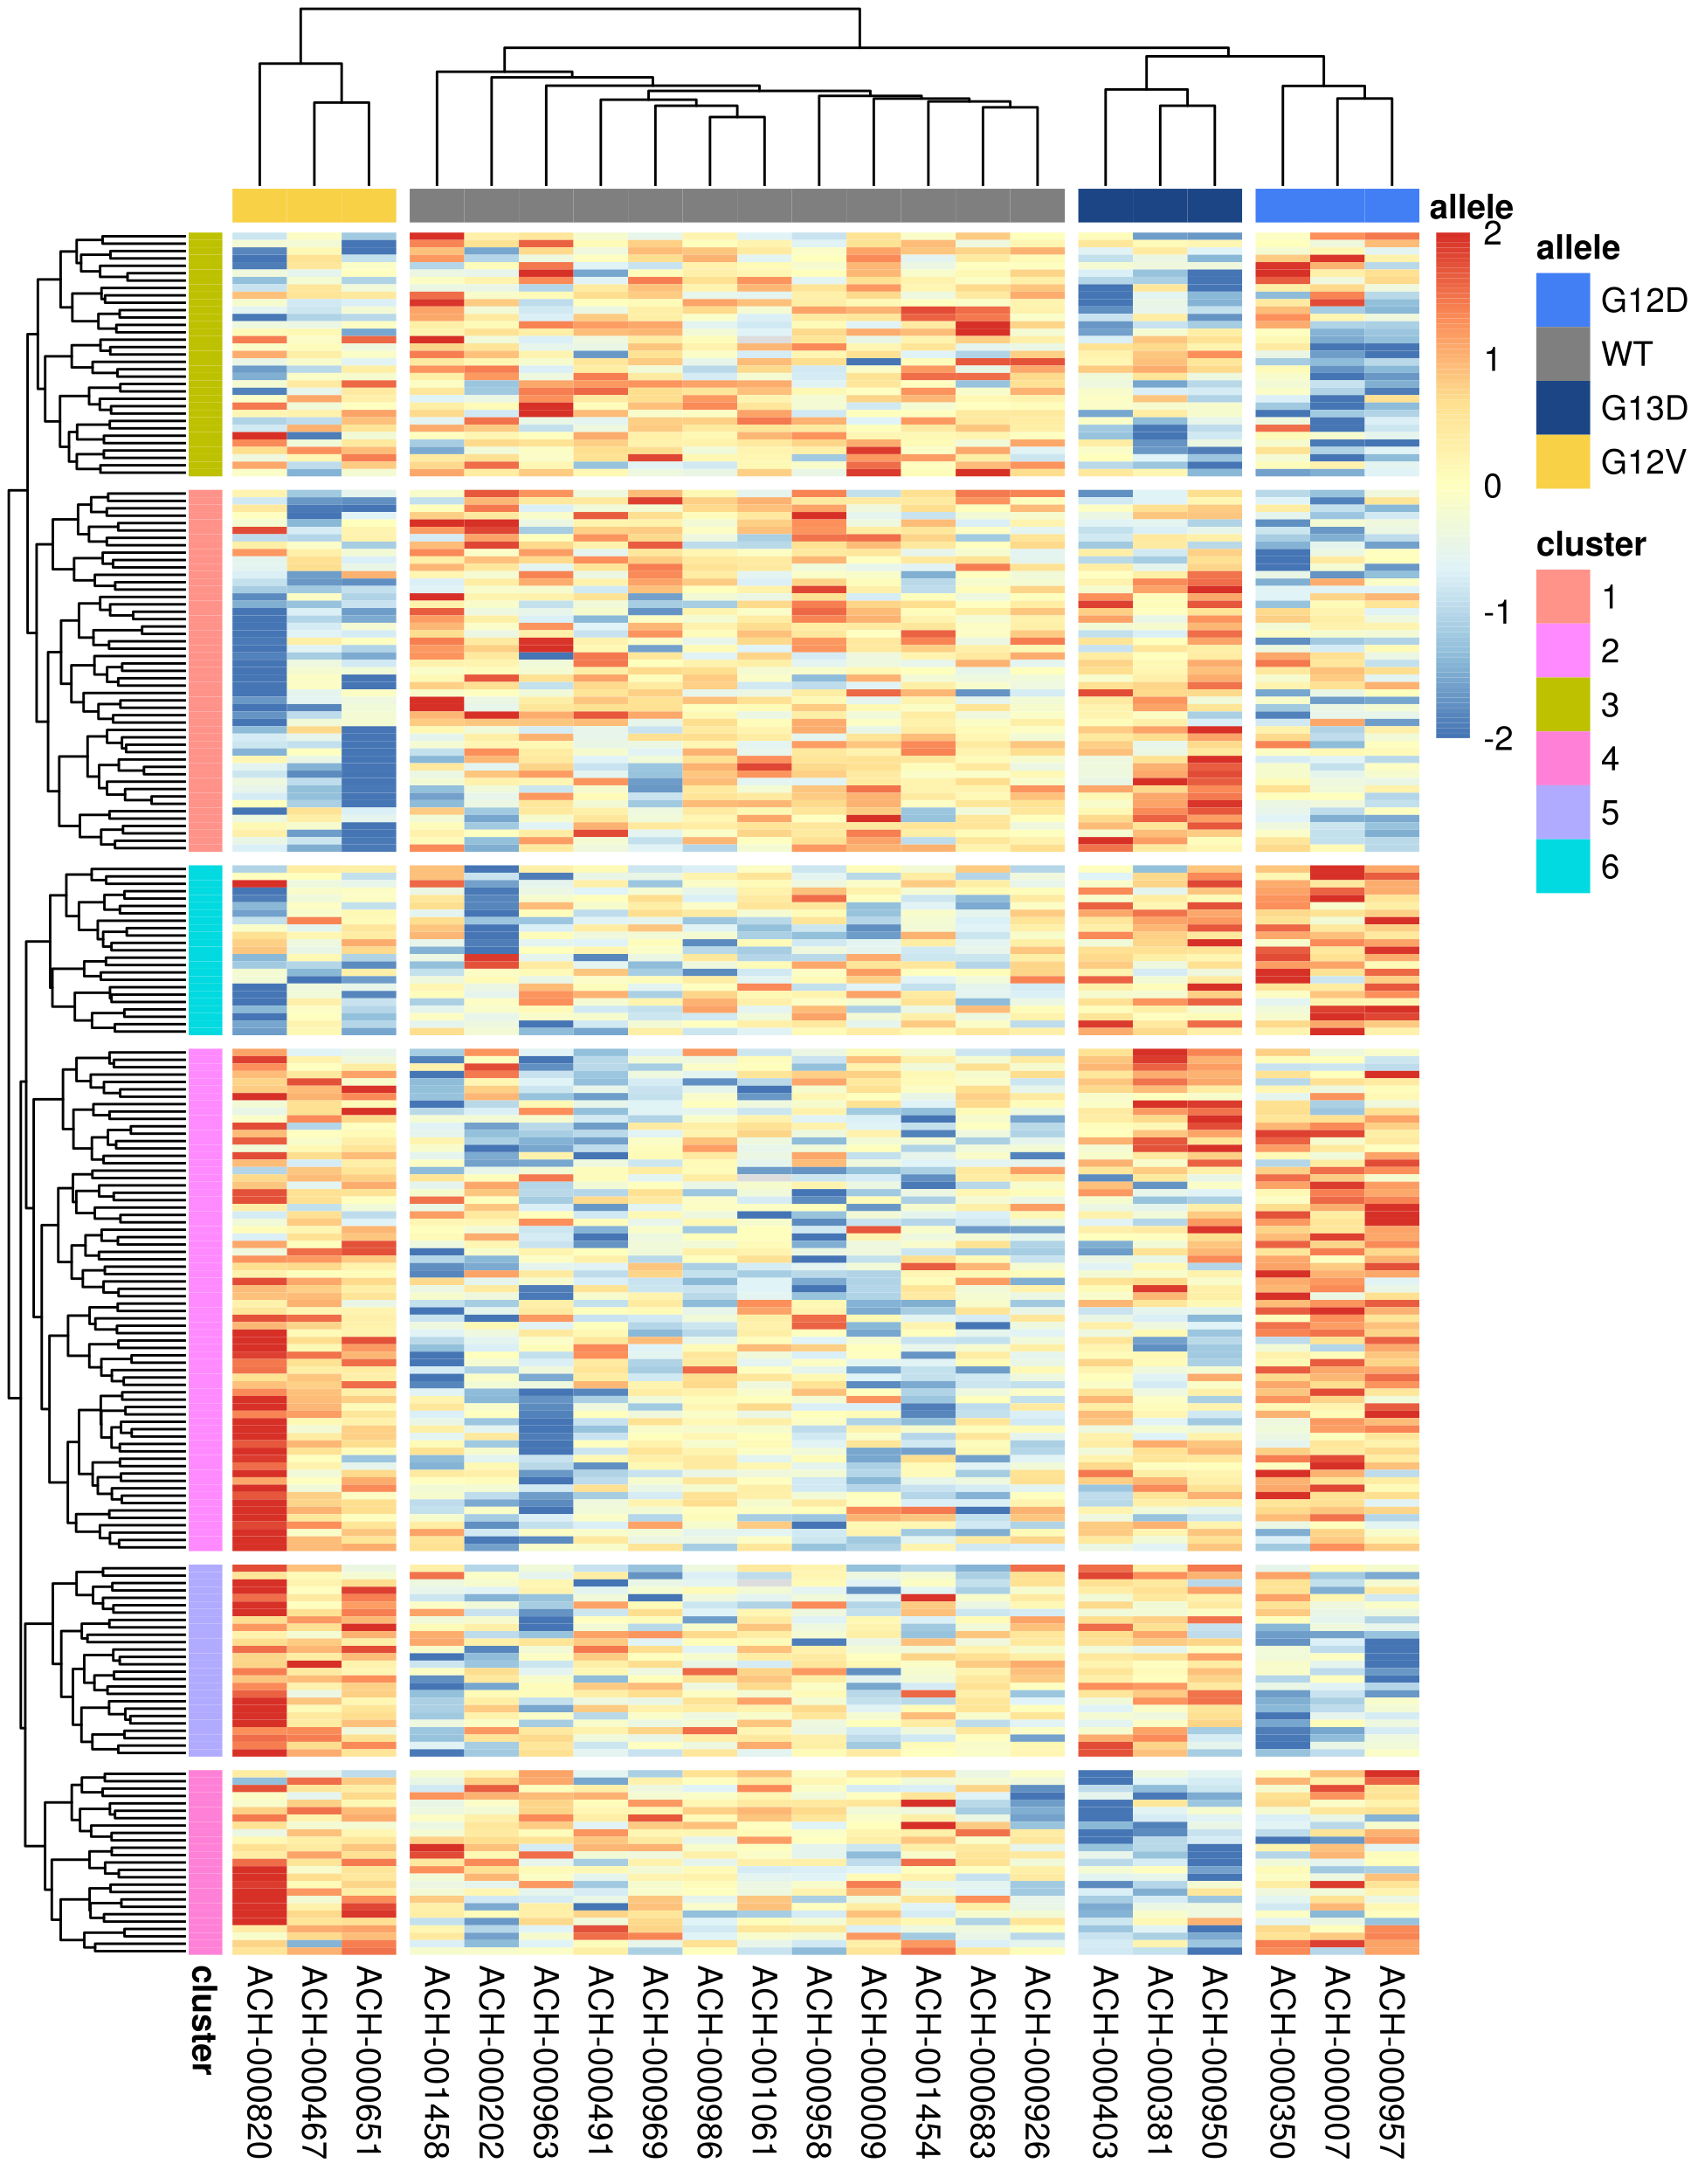 allele
2
1
0
-1
-2
allele
G12D
WT
G13D
G12V
cluster
1
2
3
4
5
6
cluster
ACH-000820
ACH-000467
ACH-000651
ACH-001458
ACH-000202
ACH-000963
ACH-000491
ACH-000969
ACH-000986
ACH-001061
ACH-000958
ACH-000009
ACH-001454
ACH-000683
ACH-000926
ACH-000403
ACH-000381
ACH-000950
ACH-000350
ACH-000007
ACH-000957